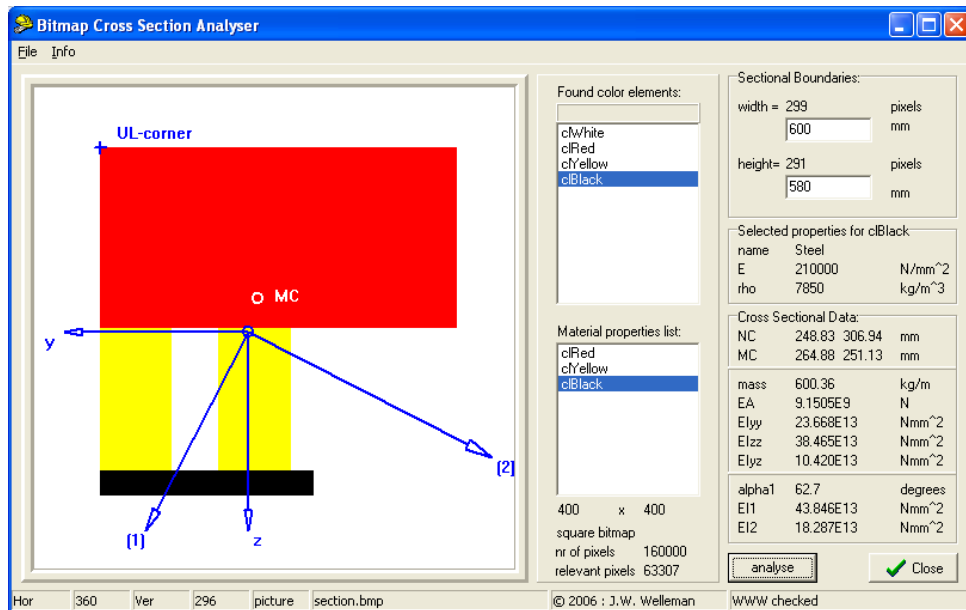 Bitmap Cross Section Analyser
File Info
UL-corner
MC
y
(1)
z
(2)
Found color elements:
clWhite
clRed
clYellow
clBlack
Material properties list:
clRed
clYellow
clBlack
400 x 400
square bitmap
nr of pixels 160000
relevant pixels 63307
Sectional Boundaries:
width = 299 pixels
600 mm
height= 291 pixels
580 mm
Selected properties for clBlack
name Steel
E 210000 N/mm^2
rho 7850 kg/m^3
Cross Sectional Data:
NC 248.83 306.94 mm
MC 264.88 251.13 mm
mass 600.36 kg/m
EA 9.1505E9 N
EIyy 23.668E13 Nmm^2
EIzz 38.465E13 Nmm^2
EIyz 10.420E13 Nmm^2
alpha1 62.7 degrees
EI1 43.846E13 Nmm^2
EI2 18.287E13 Nmm^2
analyse Close
Hor 360 Ver 296 picture section.bmp © 2006 : J.W. Welleman WWW checked